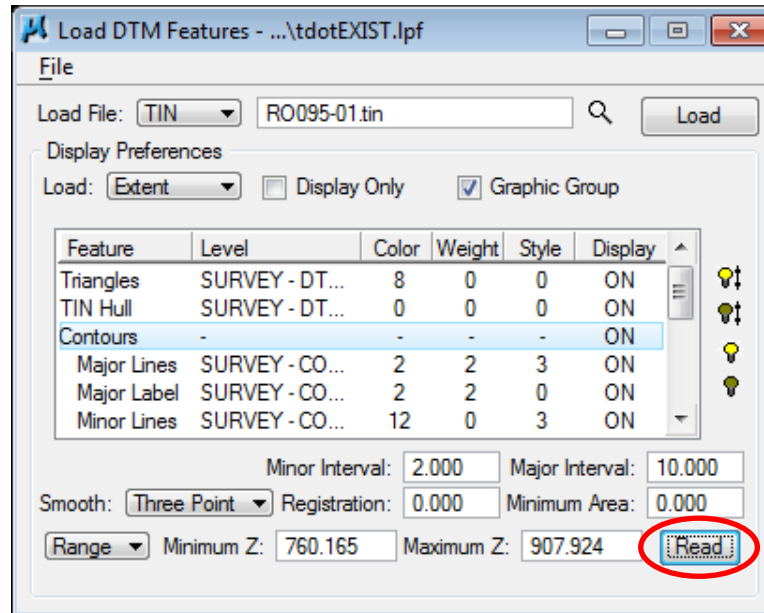 Load DTM Features - ...\tdotEXIST.lpf
File
Load File: TIN RO095-01.tin Load
Display Preferences
Load: Extent Display Only Graphic Group
Feature Level Color Weight Style Display
Triangles SURVEY - DT... 8 0 0 ON
TIN Hull SURVEY - DT... 0 0 0 ON
Contours - - - - ON
Major Lines SURVEY - CO... 2 2 3 ON
Major Label SURVEY - CO... 2 2 0 ON
Minor Lines SURVEY - CO... 12 0 3 ON
Minor Interval: 2.000 Major Interval: 10.000
Smooth: Three Point Registration: 0.000 Minimum Area: 0.000
Range Minimum Z: 760.165 Maximum Z: 907.924 Read